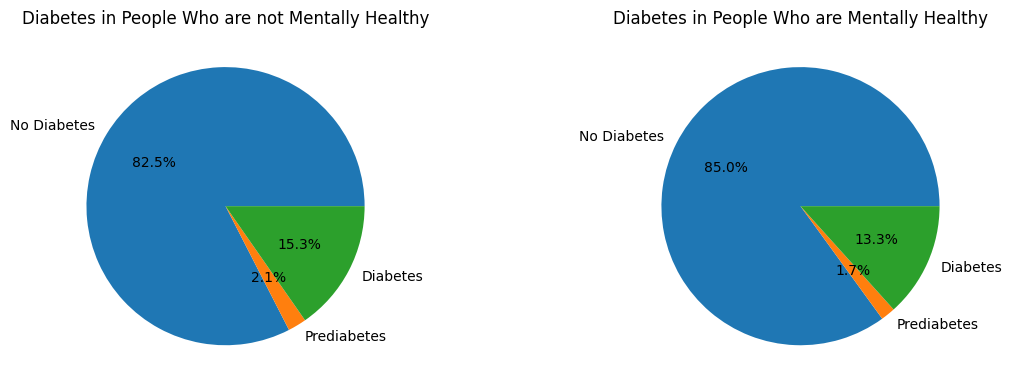 Diabetes in People Who are not Mentally Healthy
No Diabetes
82.5%
15.3%
2.1%
Diabetes
Prediabetes
Diabetes in People Who are Mentally Healthy
No Diabetes
85.0%
13.3%
1.7%
Diabetes
Prediabetes